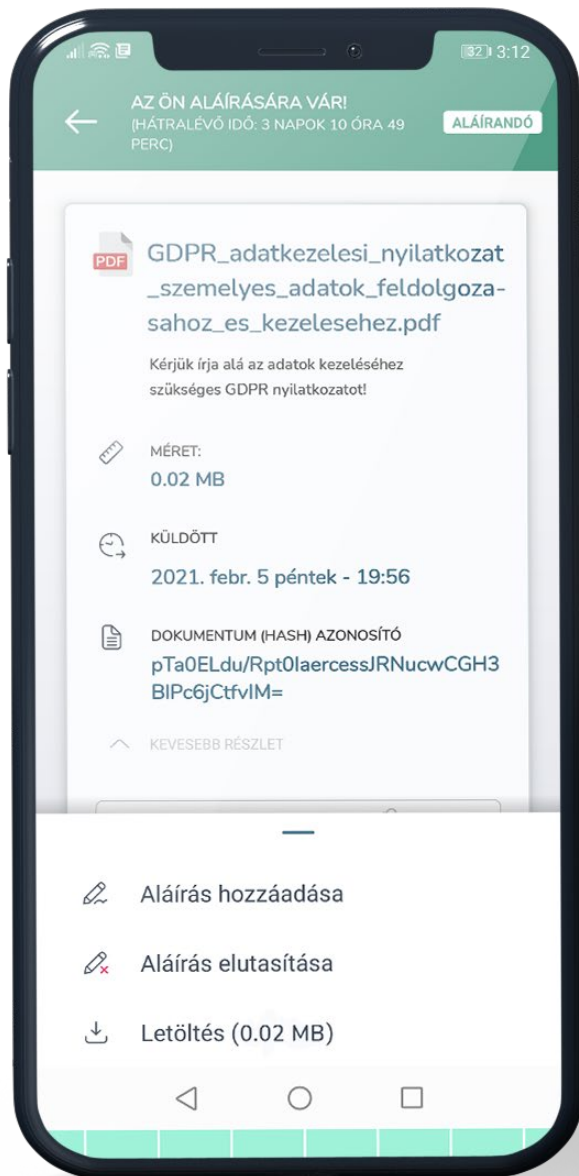 32 3:12
AZ ÖN ALÁÍRÁSÁRA VÁR!
(HÁTRALÉVŐ IDŐ: 3 NAPOK 10 ÓRA 49
PERC)
ALÁÍRANDÓ
PDF
GDPR_adatkezelesi_nyilatkozat
_szemelyes_adatok_feldolgoza-
sahoz_es_kezelesehez.pdf
Kérjük írja alá az adatok kezeléséhez
szükséges GDPR nyilatkozatot!
MÉRET:
0.02 MB
KÜLDÖTT
2021. febr. 5 péntek - 19:56
DOKUMENTUM (HASH) AZONOSÍTÓ
pTa0ELdu/Rpt0IaercessJRNucwCGH3
BIPc6jCtfvIM=
KEVESEBB RÉSZLET
Aláírás hozzáadása
Aláírás elutasítása
Letöltés (0.02 MB)